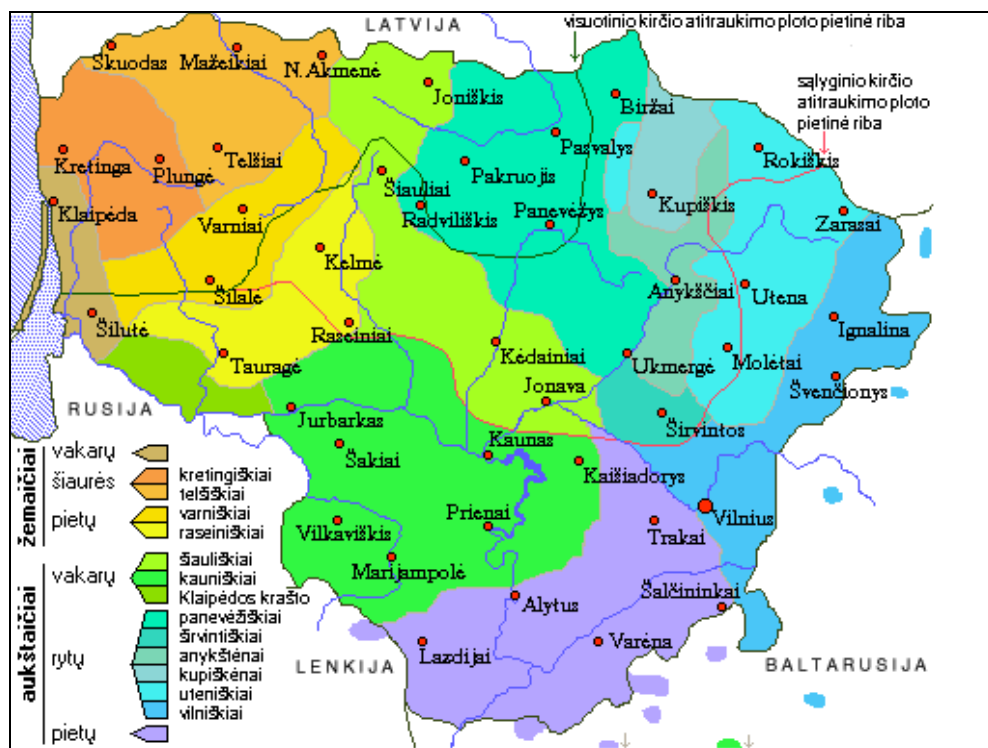 LATVIJA
visuotinio kirčio atitraukimo ploto pietinė riba
Skuodas
Mažeikiai
N. Akmenė
Joniškis
Biržai
sąlyginio kirčio
atitraukimo ploto
pietinė riba
Kretinga
Plungė
Telšiai
Pasvalys
Rokiškis
Pakruojis
Šiauliai
Klaipėda
Varniai
Radviliškis
Panevėžys
Kupiškis
Zarasai
Kelmė
Šilalė
Anykščiai
Utena
Šilutė
Raseiniai
Ignalina
Tauragė
Kėdainiai
Ukmergė
Molėtai
Švenčionys
Jonava
RUSIJA
Jurbarkas
Širvintos
Kaunas
Šakiai
Kaišiadorys
Vilkaviškis
Prienai
Vilnius
Trakai
Marijampolė
Alytus
Šalčininkai
Lazdijai
Varėna
LENKIJA
BALTARUSIJA
žemaičiai
vakarų
šiaurės
kretingiškiai
telšiškiai
pietų
varniškiai
raseiniškiai
aukštaičiai
vakarų
šiauliškiai
kauniškiai
Klaipėdos krašto
rytų
panevėžiškiai
širvintiškiai
anykštėnai
kupiškėnai
uteniškiai
vilniškiai
pietų